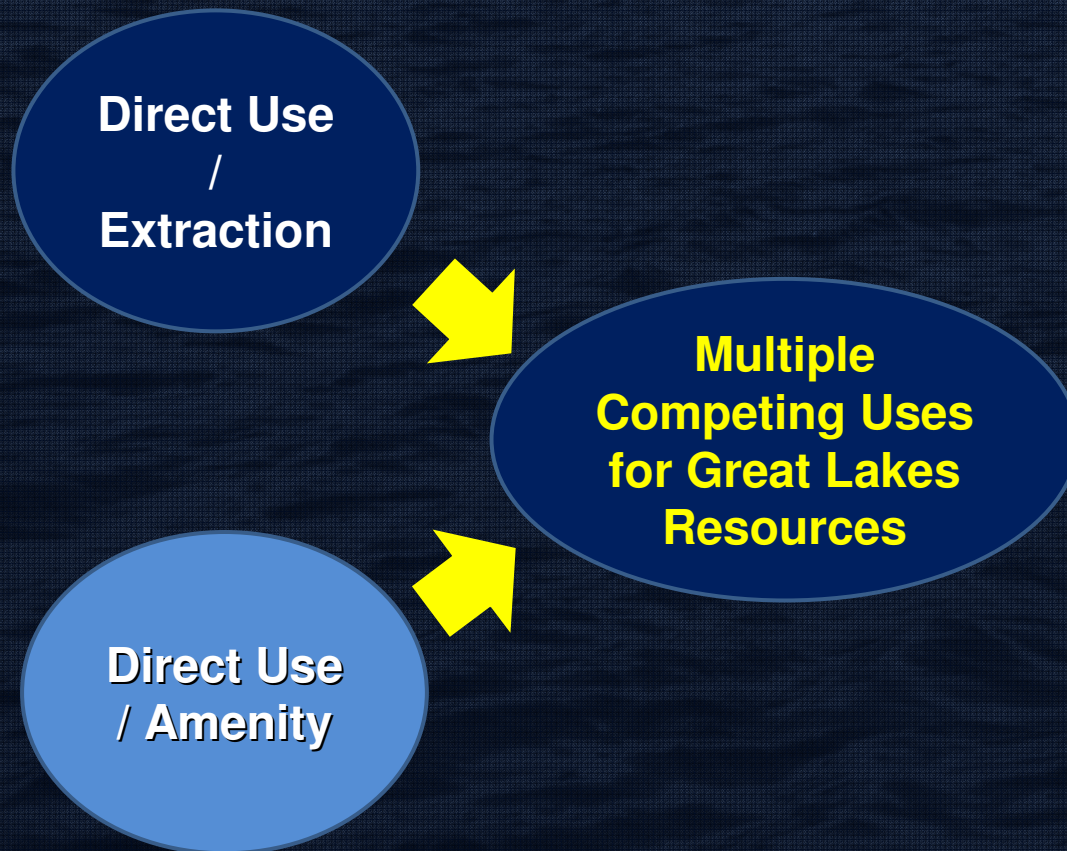 Direct Use
/
Extraction
Multiple
Competing Uses
for Great Lakes
Resources
Direct Use
/ Amenity